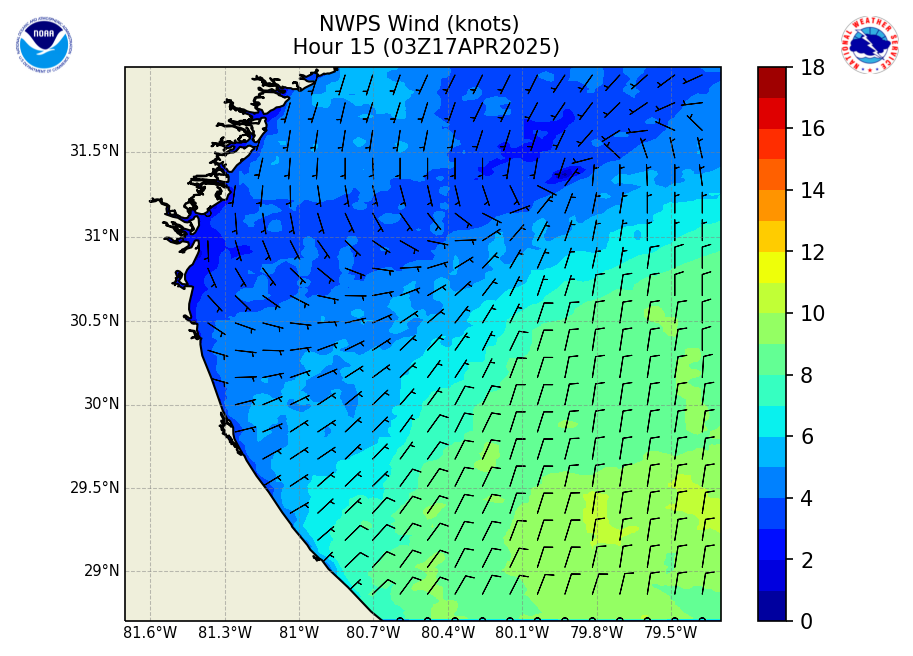 NWPS Wind (knots)
Hour 15 (03Z17APR2025)
NOAA
NATIONAL WEATHER SERVICE
31.5°N
31°N
30.5°N
30°N
29.5°N
29°N
81.6°W 81.3°W 81°W 80.7°W 80.4°W 80.1°W 79.8°W 79.5°W
18
16
14
12
10
8
6
4
2
0